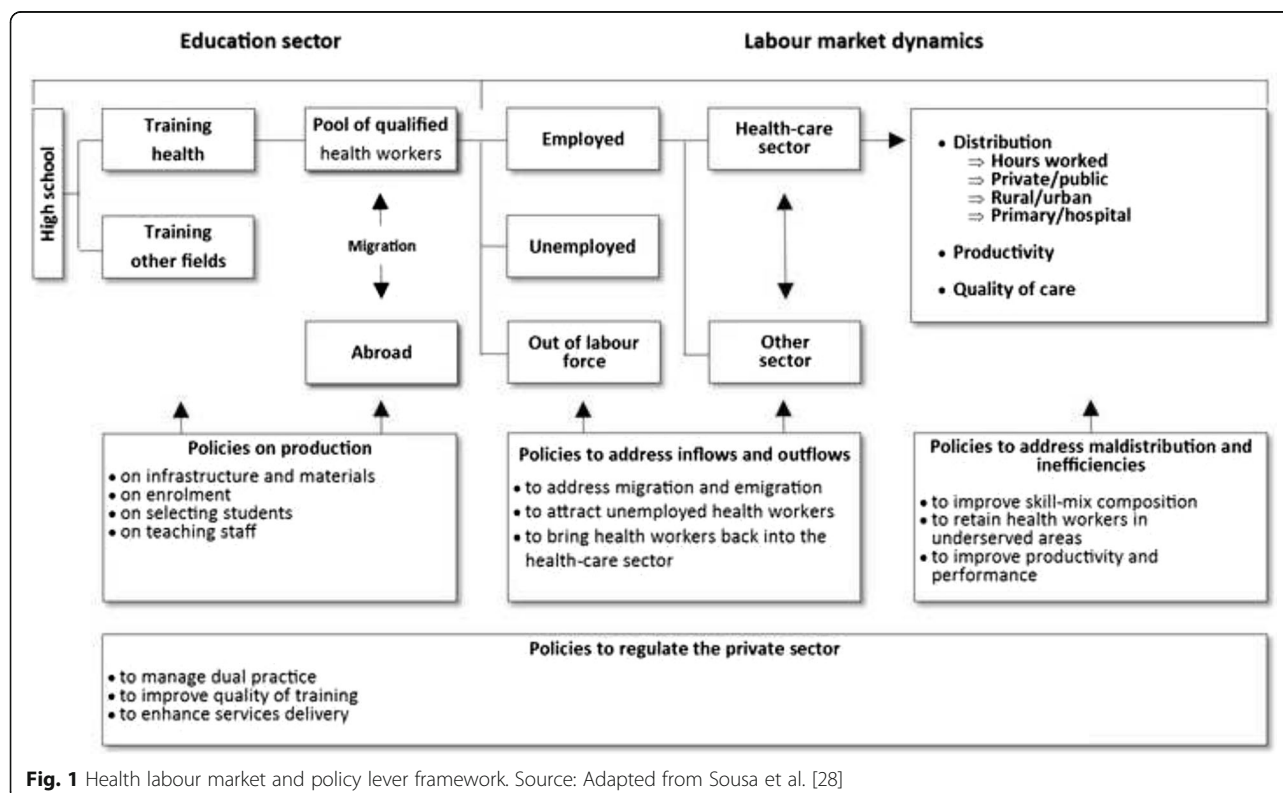 Education sector
Labour market dynamics
High school
Training
health
Training
other fields
Pool of qualified
health workers
Migration
Abroad
Employed
Unemployed
Out of labour
force
Health-care
sector
Other
sector
• Distribution
⇒ Hours worked
⇒ Private/public
⇒ Rural/urban
⇒ Primary/hospital
• Productivity
• Quality of care
Policies on production
• on infrastructure and materials
• on enrolment
• on selecting students
• on teaching staff
Policies to address inflows and outflows
• to address migration and emigration
• to attract unemployed health workers
• to bring health workers back into the
health-care sector
Policies to address maldistribution and
inefficiencies
• to improve skill-mix composition
• to retain health workers in
underserved areas
• to improve productivity and
performance
Policies to regulate the private sector
• to manage dual practice
• to improve quality of training
• to enhance services delivery
Fig. 1 Health labour market and policy lever framework. Source: Adapted from Sousa et al. [28]